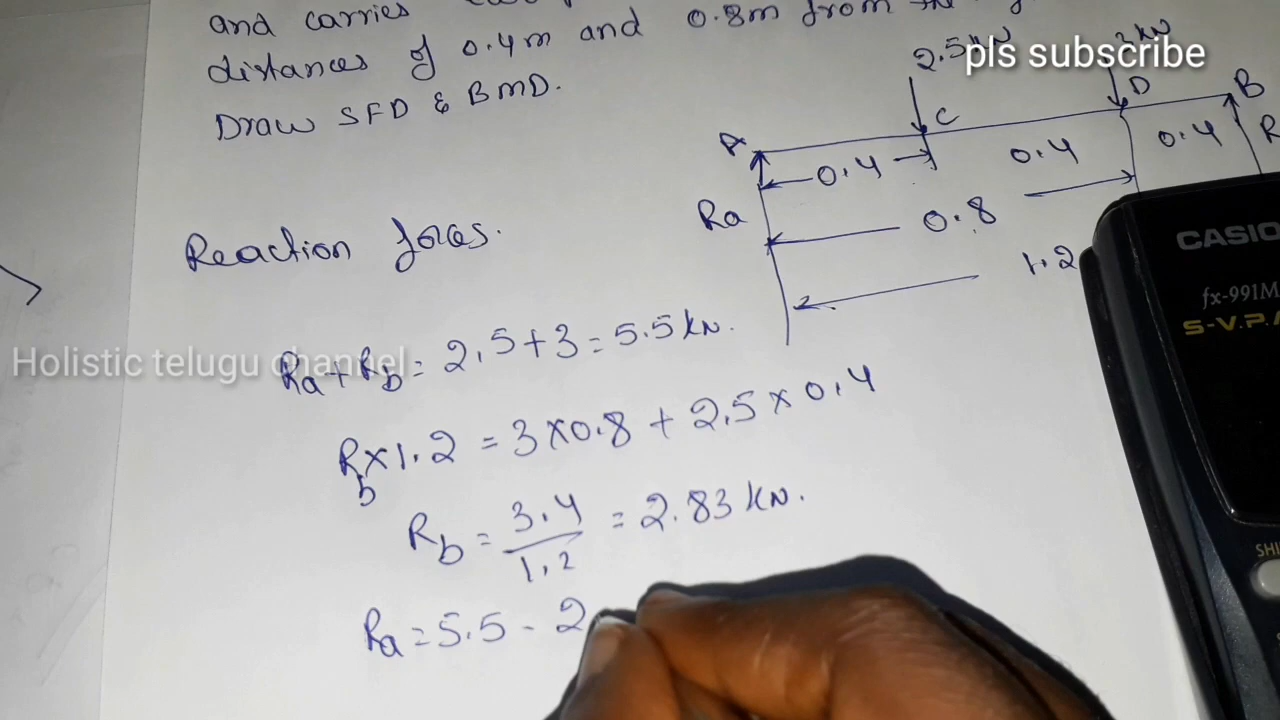 and carries
distances of 0.4m and 0.8m from
Draw SFD & BMD.
2.5kN
pls subscribe
3kN
A
C
D
B
0.4
0.4
0.4
Ra
R
0.8
1.2
Reaction forces.
CASIO
fx-991M
S-V.P.A
Holistic telugu channel
Ra+Rb = 2.5+3 = 5.5 kN.
Rb×1.2 = 3×0.8 + 2.5×0.4
Rb = 3.4/1.2 = 2.83 kN.
Ra = 5.5 - 2
SHI